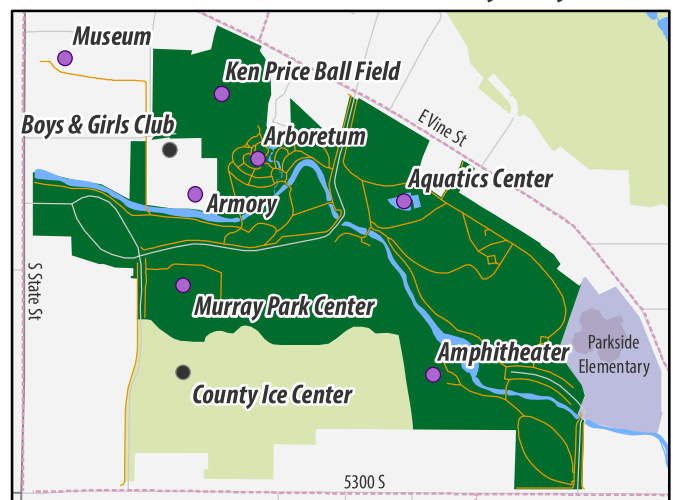 Museum
Ken Price Ball Field
E Vine St
Boys & Girls Club
Arboretum
Aquatics Center
Armory
S State St
Murray Park Center
Parkside
Elementary
Amphitheater
County Ice Center
5300 S